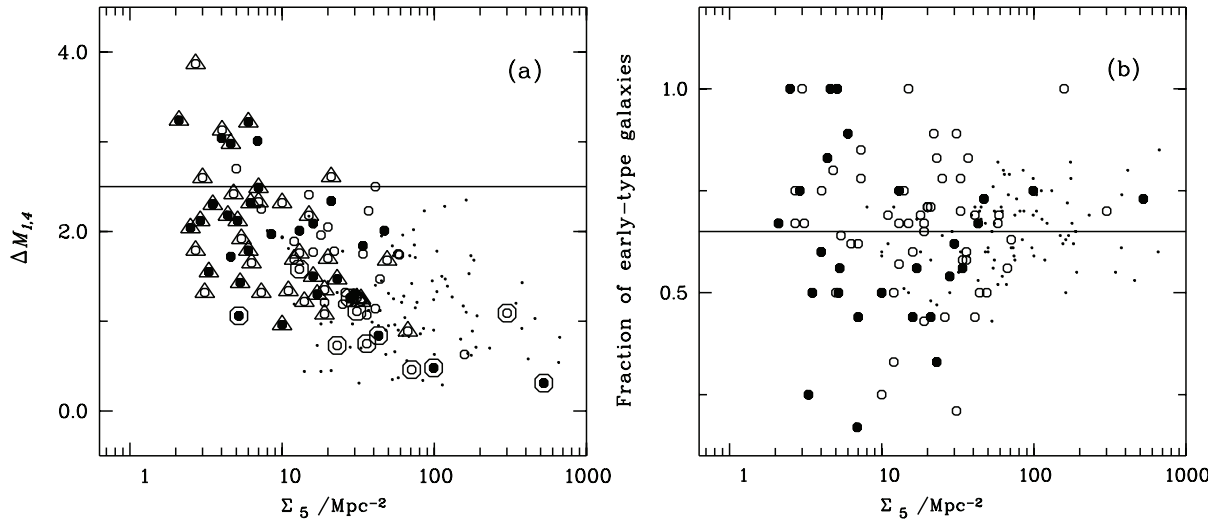 4.0
2.0
0.0
ΔM1,4
(a)
1
10
100
1000
Σ5 /Mpc−2
Fraction of early-type galaxies
1.0
0.5
(b)
1
10
100
1000
Σ5 /Mpc−2